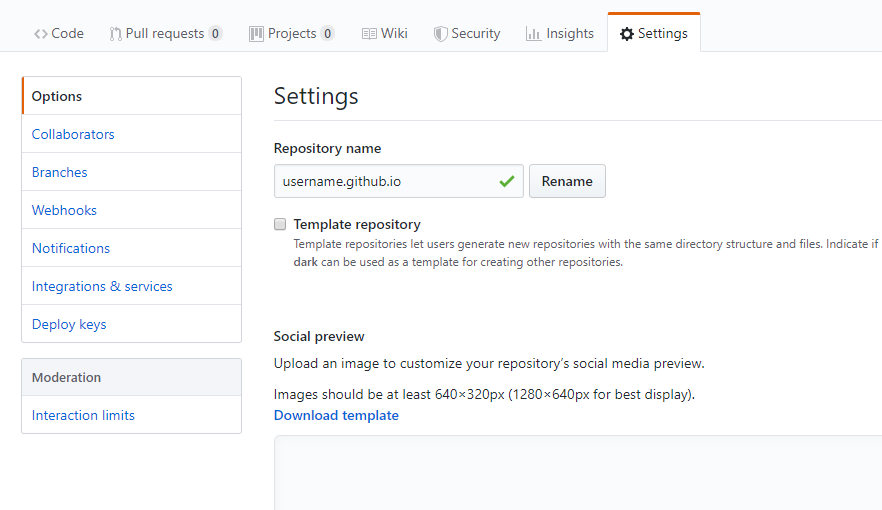 Code Pull requests 0 Projects 0 Wiki Security Insights Settings
Options
Collaborators
Branches
Webhooks
Notifications
Integrations & services
Deploy keys
Moderation
Interaction limits
Settings
Repository name
username.github.io Rename
Template repository
Template repositories let users generate new repositories with the same directory structure and files. Indicate if
dark can be used as a template for creating other repositories.
Social preview
Upload an image to customize your repository’s social media preview.
Images should be at least 640×320px (1280×640px for best display).
Download template